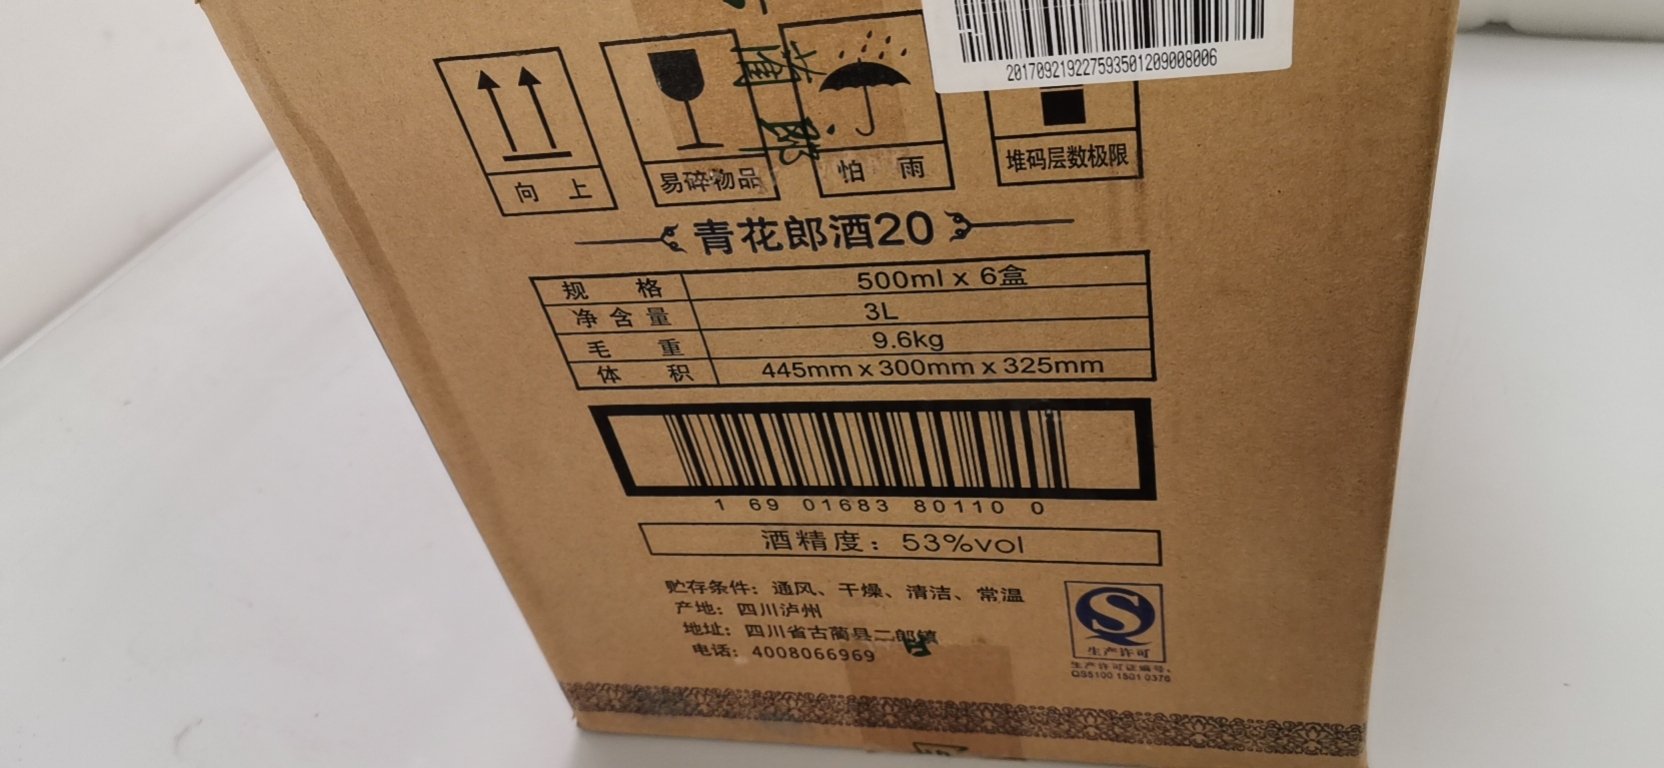 201709219227593501209008006
向 上
易碎物品
怕 雨
堆码层数极限
青花郎
青花郎酒20
规 格 500ml x 6盒
净含量 3L
毛 重 9.6kg
体 积 445mm x 300mm x 325mm
1 69 01683 80110 0
酒精度：53%vol
贮存条件：通风、干燥、清洁、常温
产地：四川泸州
地址：四川省古蔺县二郎镇
电话：4008066969
生产许可
生产许可证编号：
QS5100 1501 0376